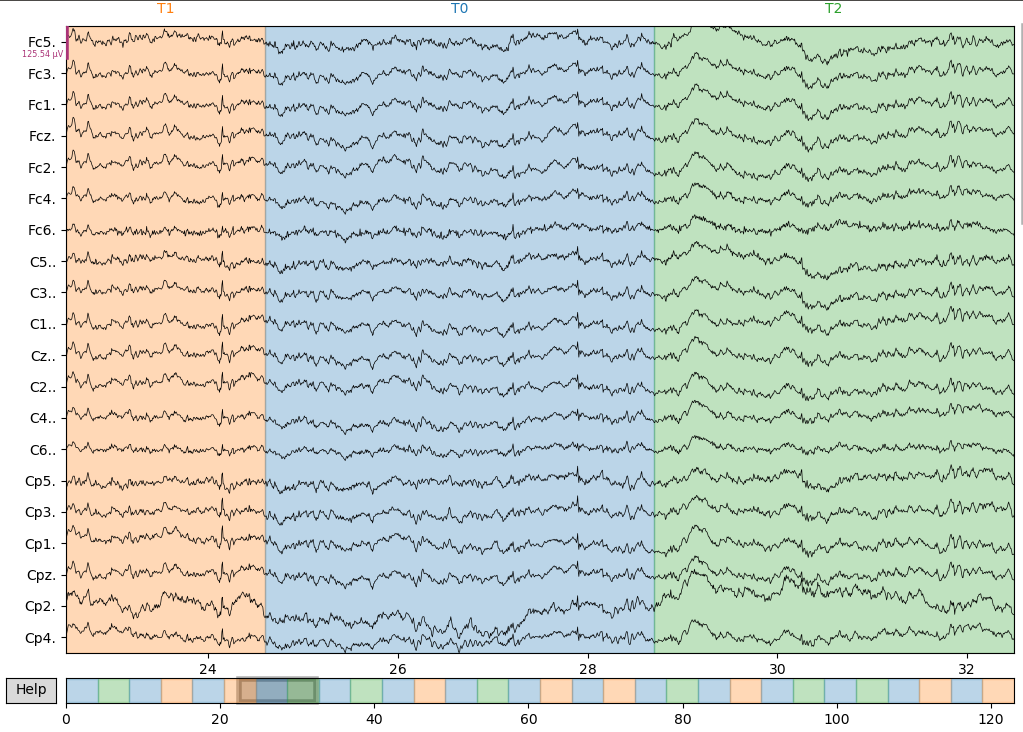 T1 T0 T2
Fc5.
125.54 µV
Fc3.
Fc1.
Fcz.
Fc2.
Fc4.
Fc6.
C5..
C3..
C1..
Cz..
C2..
C4..
C6..
Cp5.
Cp3.
Cp1.
Cpz.
Cp2.
Cp4.
24 26 28 30 32
Help
0 20 40 60 80 100 120